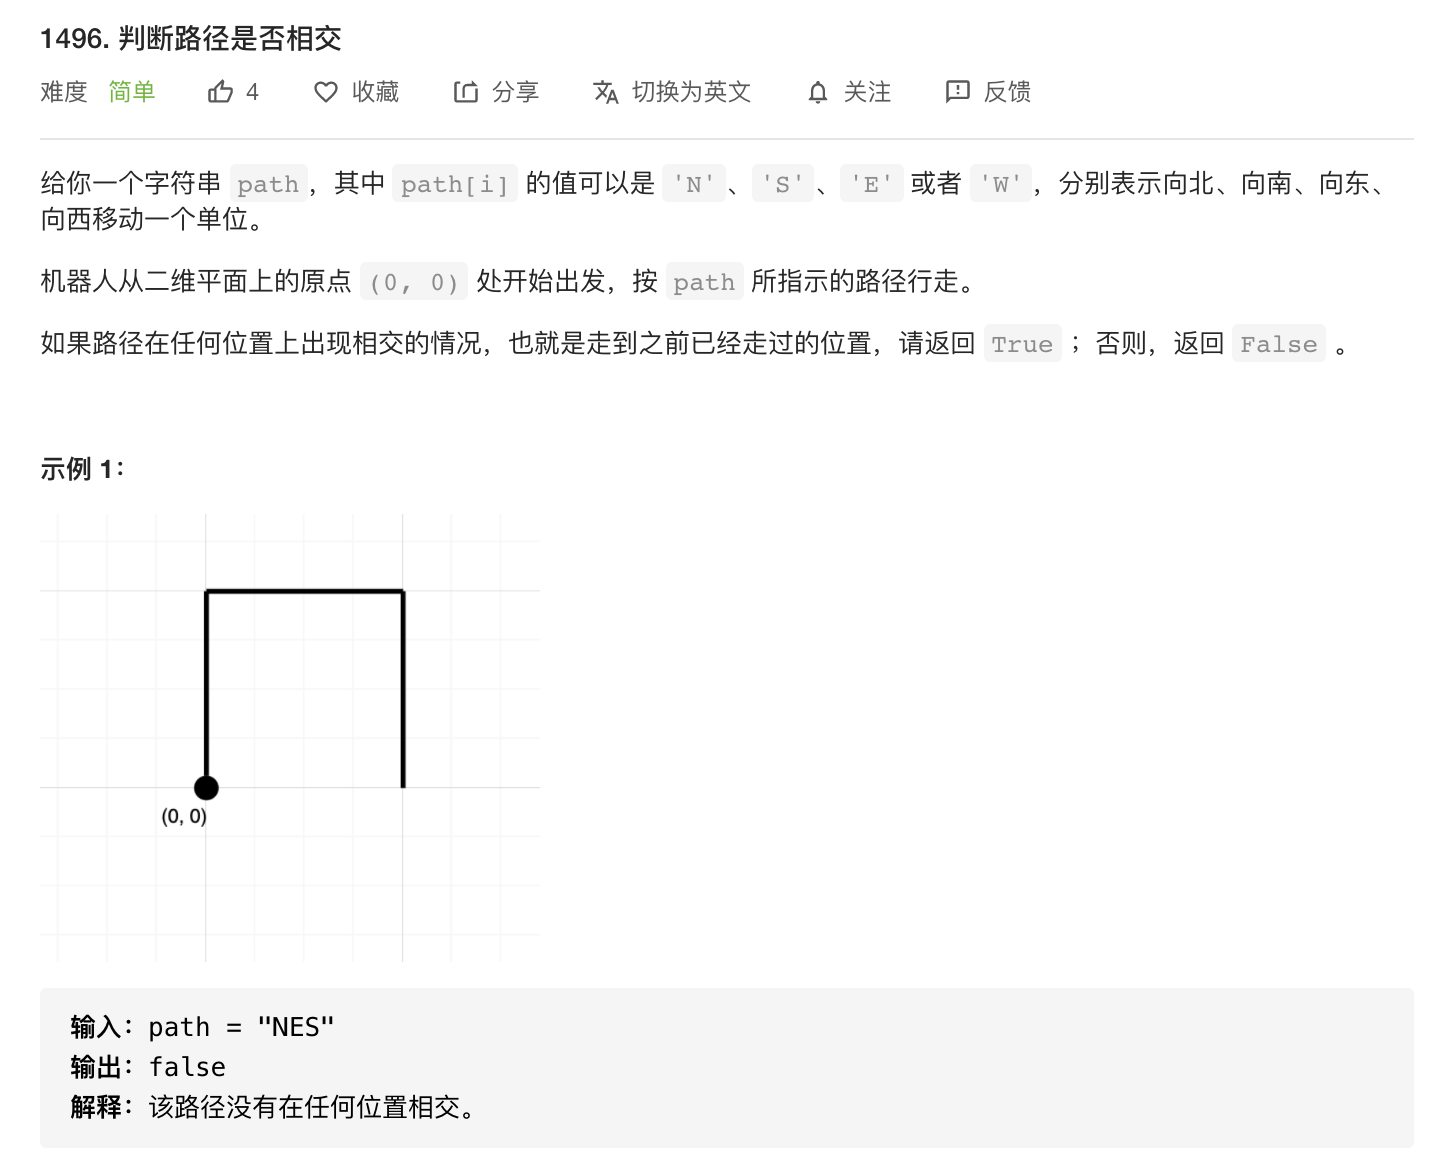 1496. 判断路径是否相交
难度 简单 4 收藏 分享 切换为英文 关注 反馈
给你一个字符串 path，其中 path[i] 的值可以是 'N'、'S'、'E' 或者 'W'，分别表示向北、向南、向东、
向西移动一个单位。
机器人从二维平面上的原点 (0, 0) 处开始出发，按 path 所指示的路径行走。
如果路径在任何位置上出现相交的情况，也就是走到之前已经走过的位置，请返回 True ；否则，返回 False 。
示例 1：
(0, 0)
输入：path = "NES"
输出：false
解释：该路径没有在任何位置相交。